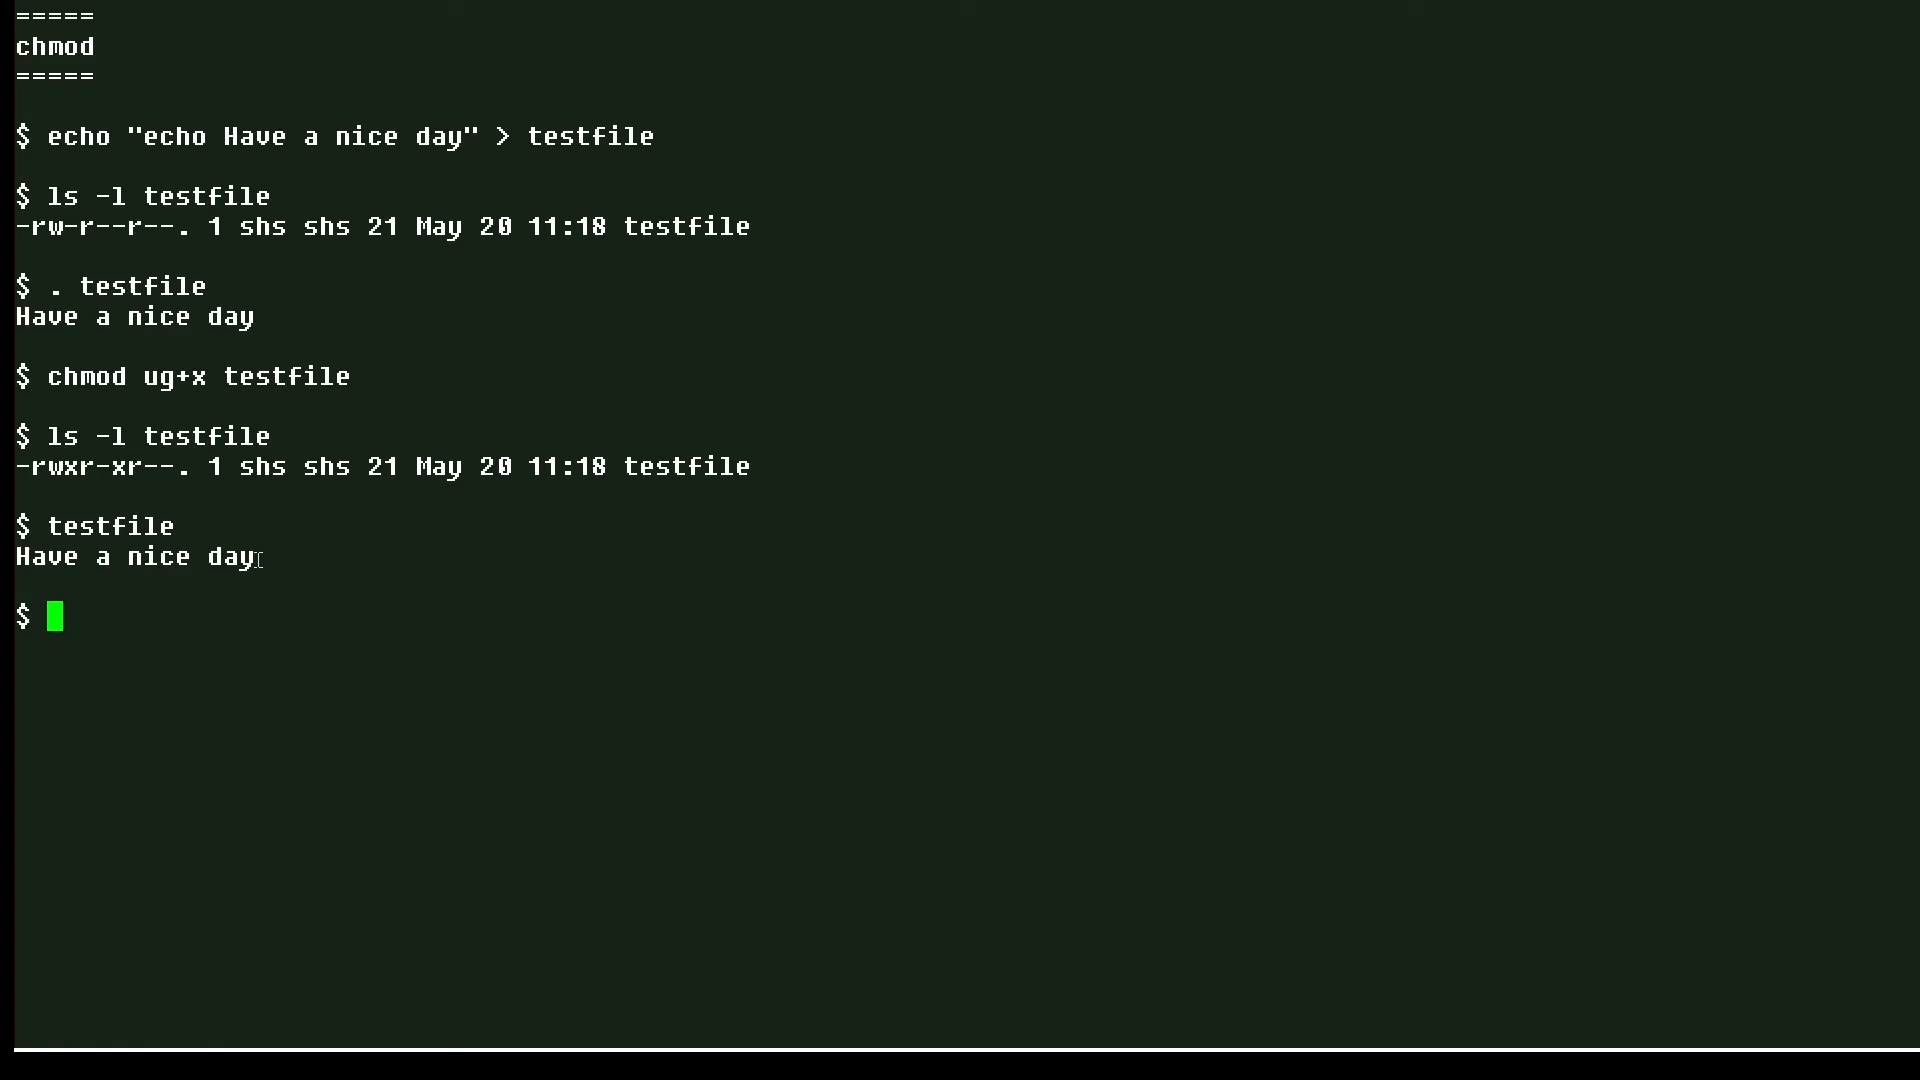 =====
chmod
=====
$ echo "echo Have a nice day" > testfile
$ ls -l testfile
-rw-r--r--. 1 shs shs 21 May 20 11:18 testfile
$ . testfile
Have a nice day
$ chmod ug+x testfile
$ ls -l testfile
-rwxr-xr--. 1 shs shs 21 May 20 11:18 testfile
$ testfile
Have a nice day
$